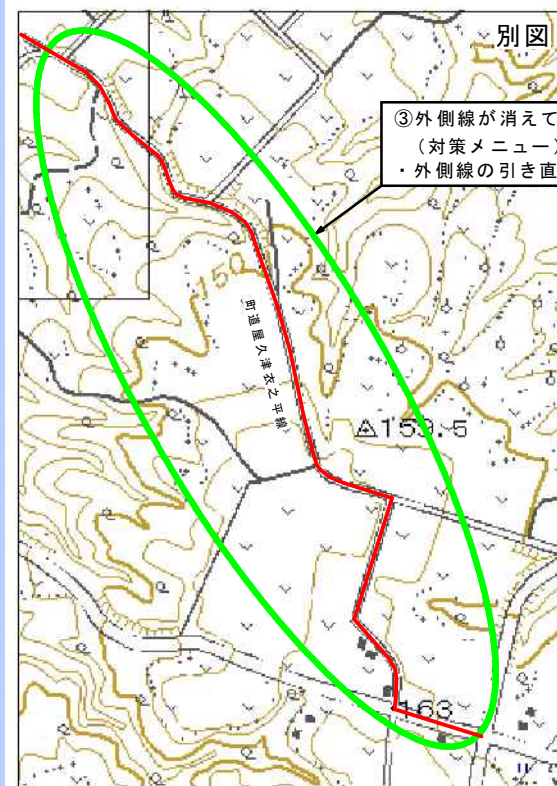 別図
③外側線が消えて
（対策メニュー）
・外側線の引き直
150
町道屋久津衣之平線
159.5
163